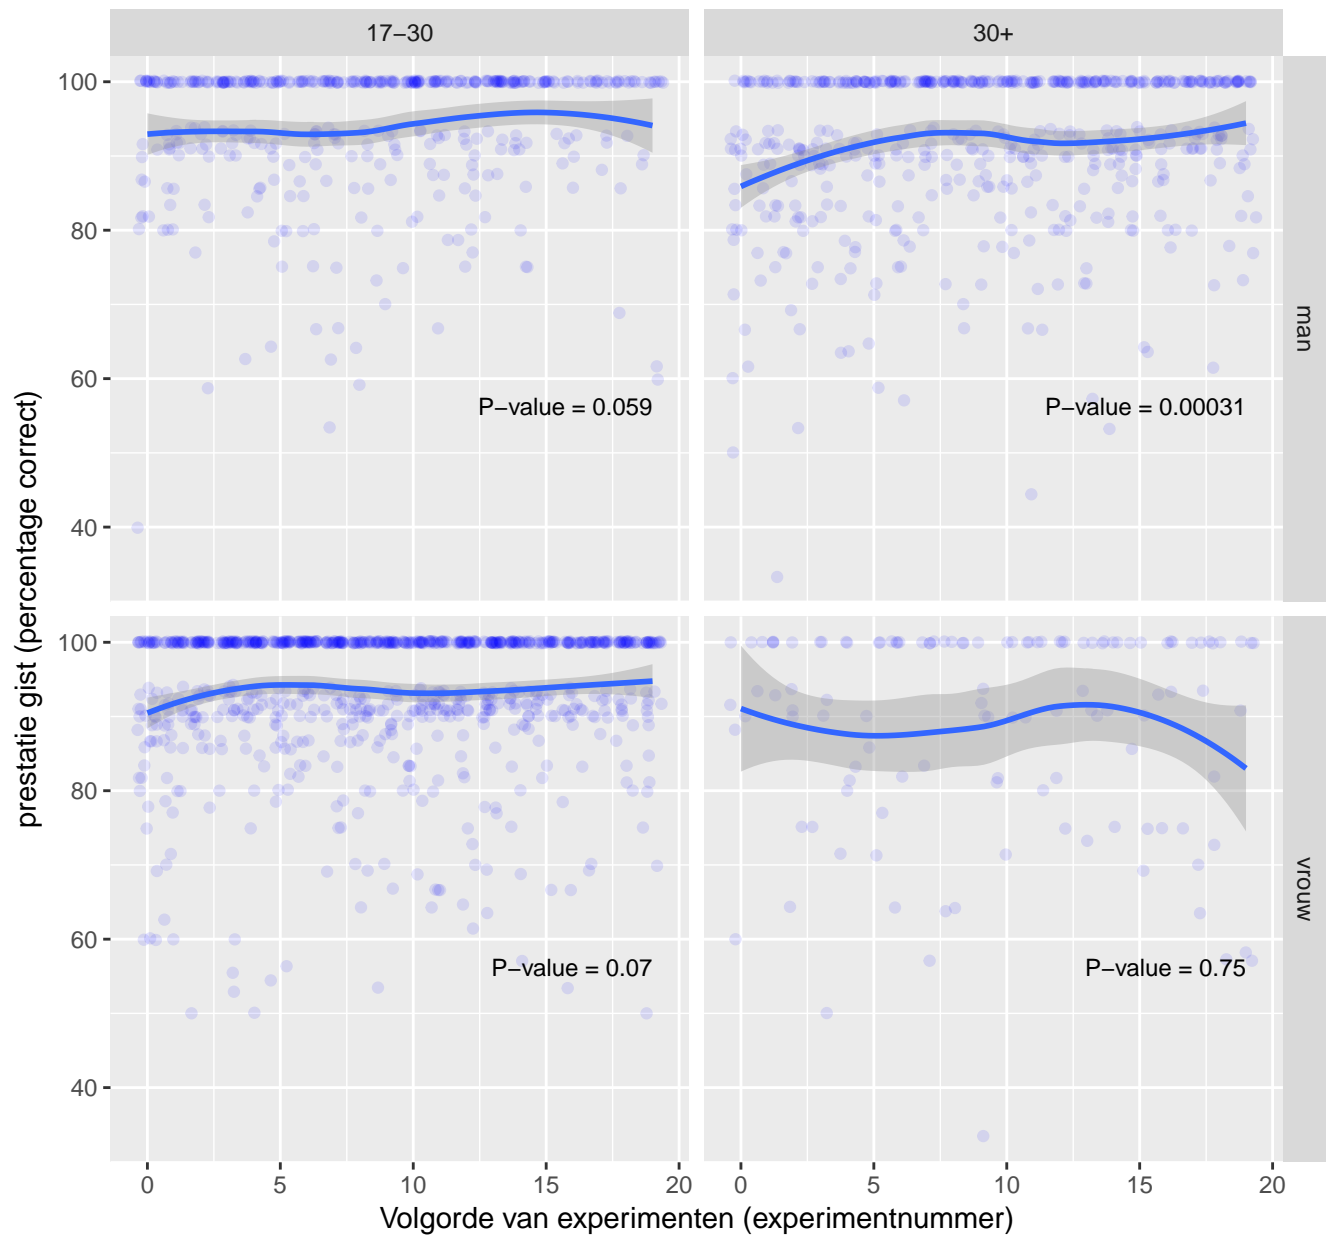 17−30
30+
100
80
60
40
P−value = 0.059
P−value = 0.00031
man
100
80
60
40
P−value = 0.07
P−value = 0.75
vrouw
0 5 10 15 20
0 5 10 15 20
Volgorde van experimenten (experimentnummer)
prestatie gist (percentage correct)